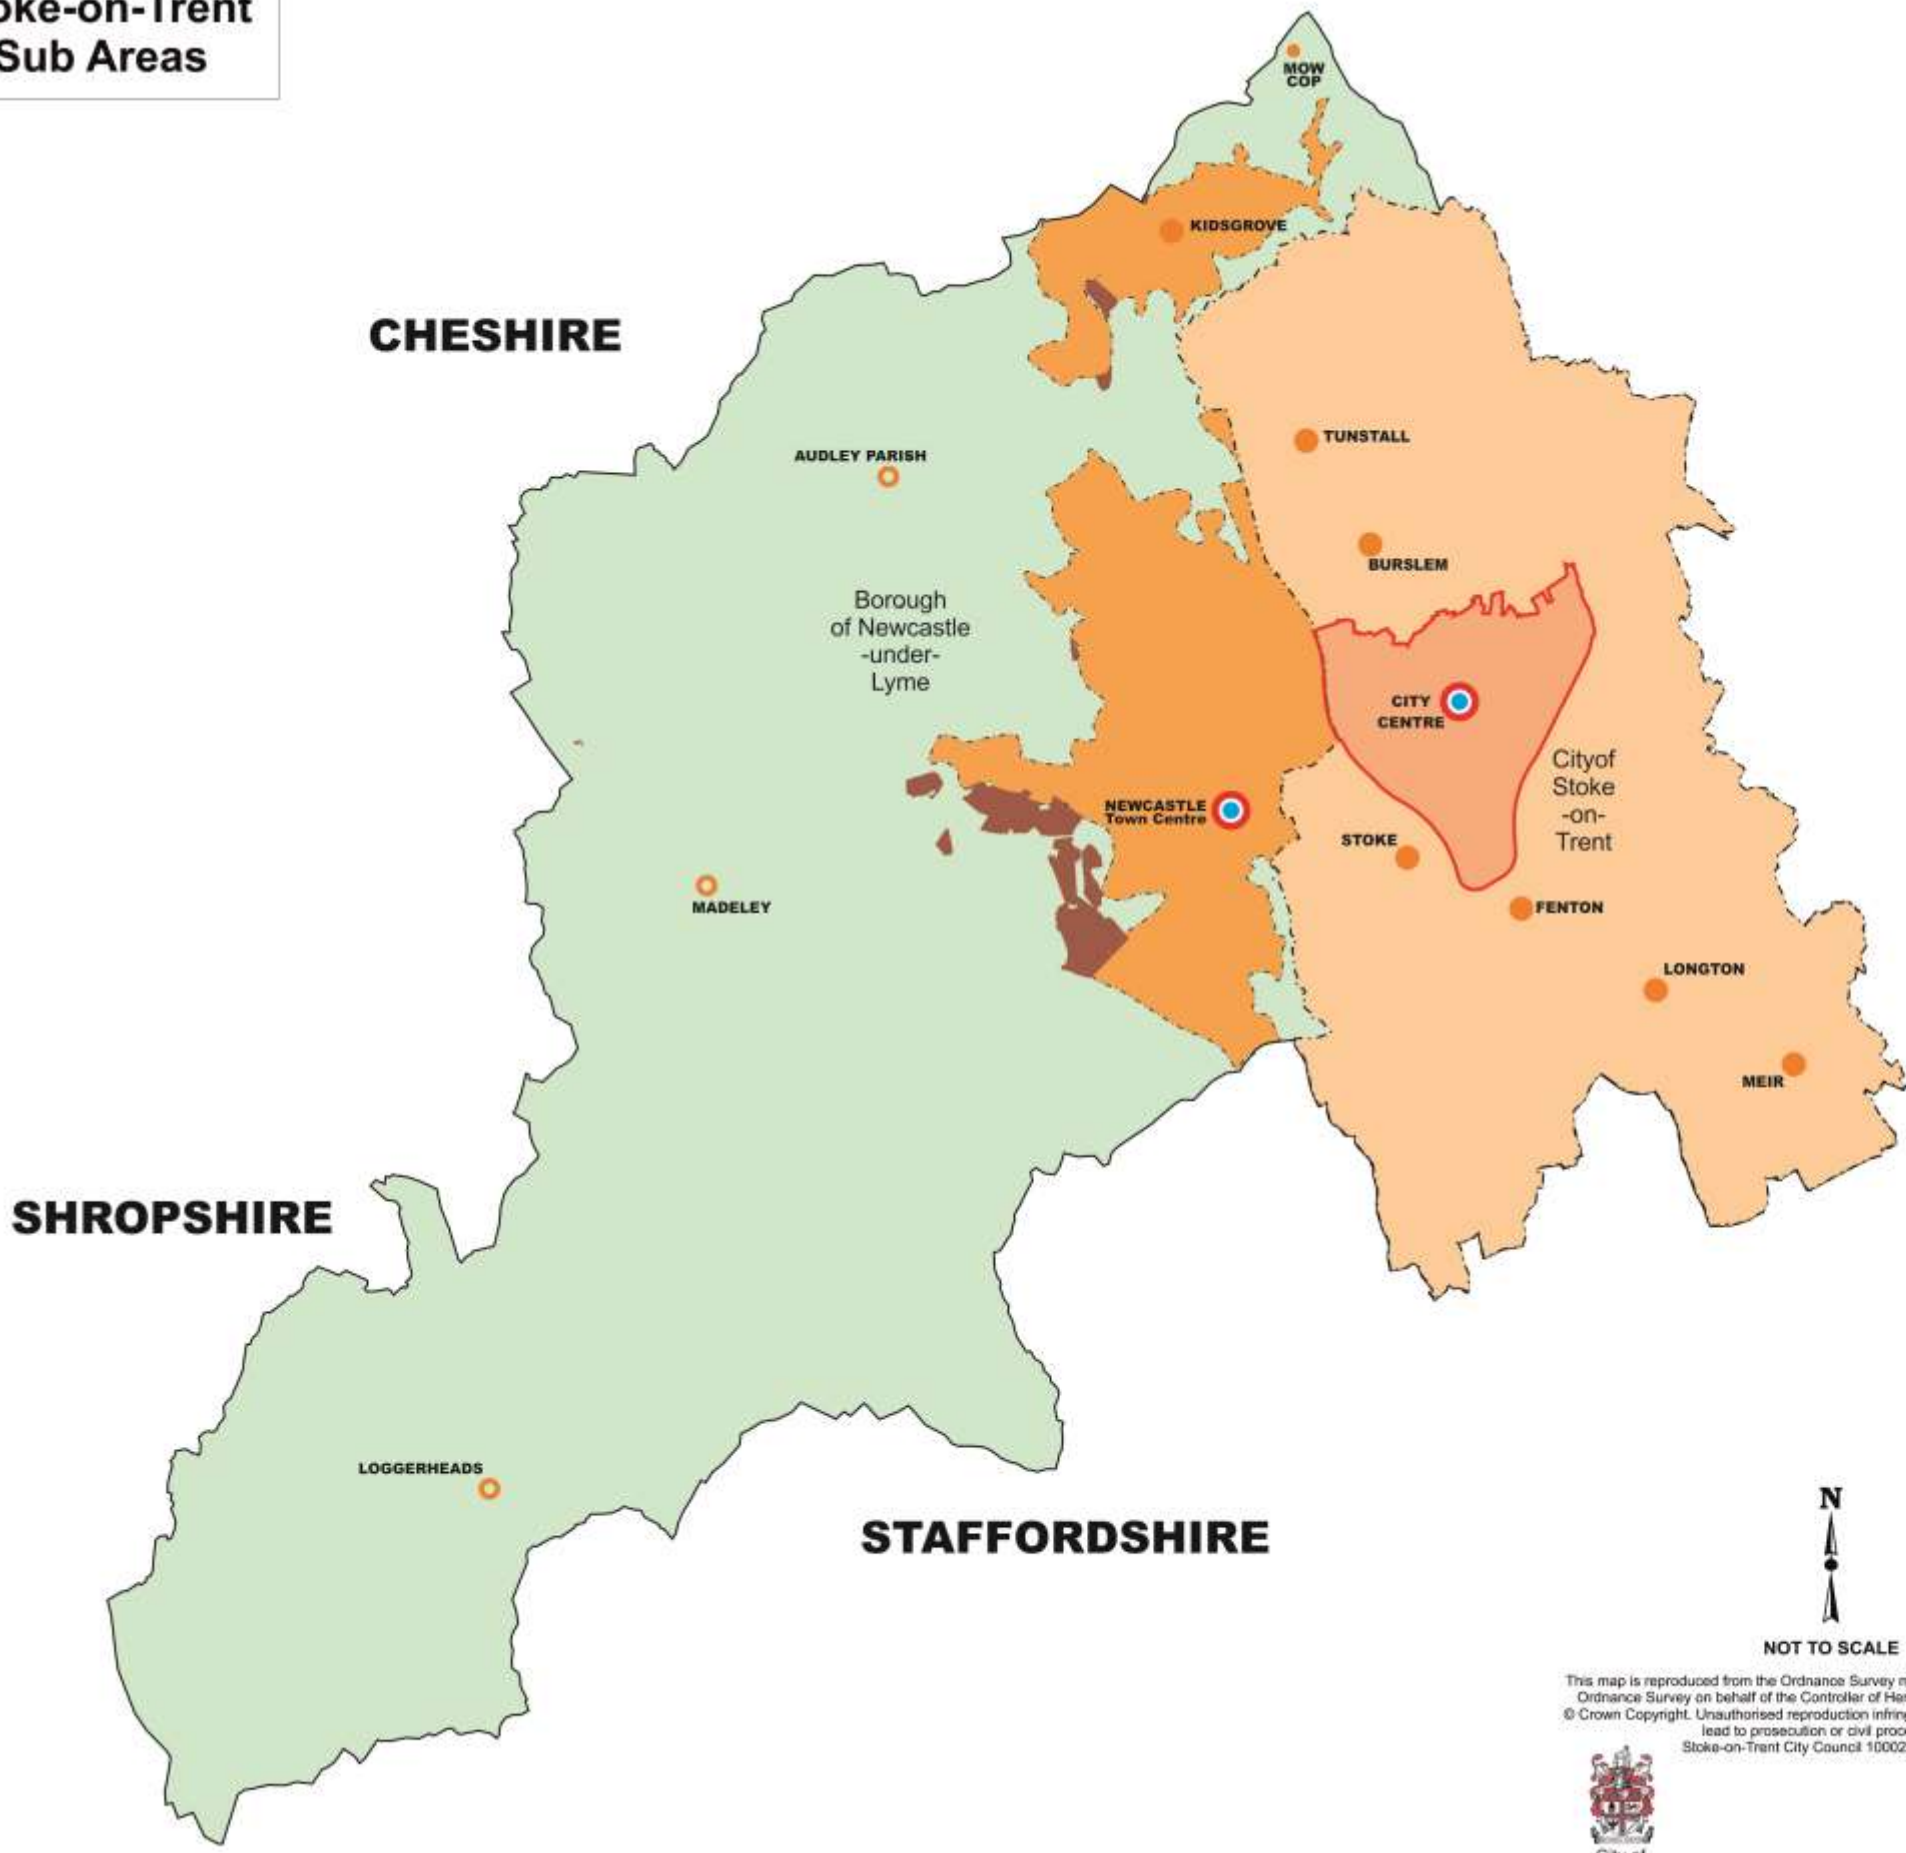 Sub Areas
MOW
COP
KIDSGROVE
CHESHIRE
TUNSTALL
AUDLEY PARISH
BURSLEM
Borough
of Newcastle
-under-
Lyme
CITY
CENTRE
Cityof
Stoke
-on-
Trent
NEWCASTLE
Town Centre
STOKE
MADELEY
FENTON
LONGTON
MEIR
SHROPSHIRE
LOGGERHEADS
STAFFORDSHIRE
N
NOT TO SCALE
This map is reproduced from the Ordnance Survey
Ordnance Survey on behalf of the Controller of
© Crown Copyright. Unauthorised reproduction
lead to prosecution or civil
Stoke-on-Trent City Council